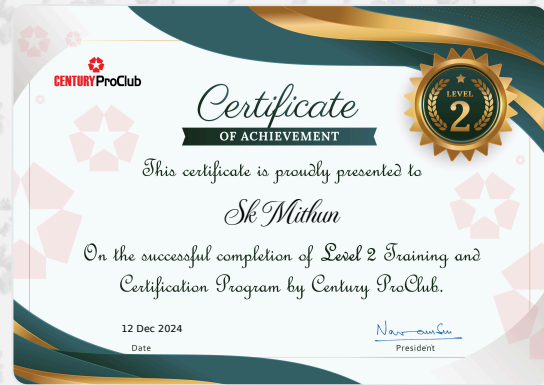 CENTURY ProClub
LEVEL
2
Certificate
OF ACHIEVEMENT
This certificate is proudly presented to
Sk Mithun
On the successful completion of Level 2 Training and
Certification Program by Century ProClub.
12 Dec 2024
Date
President